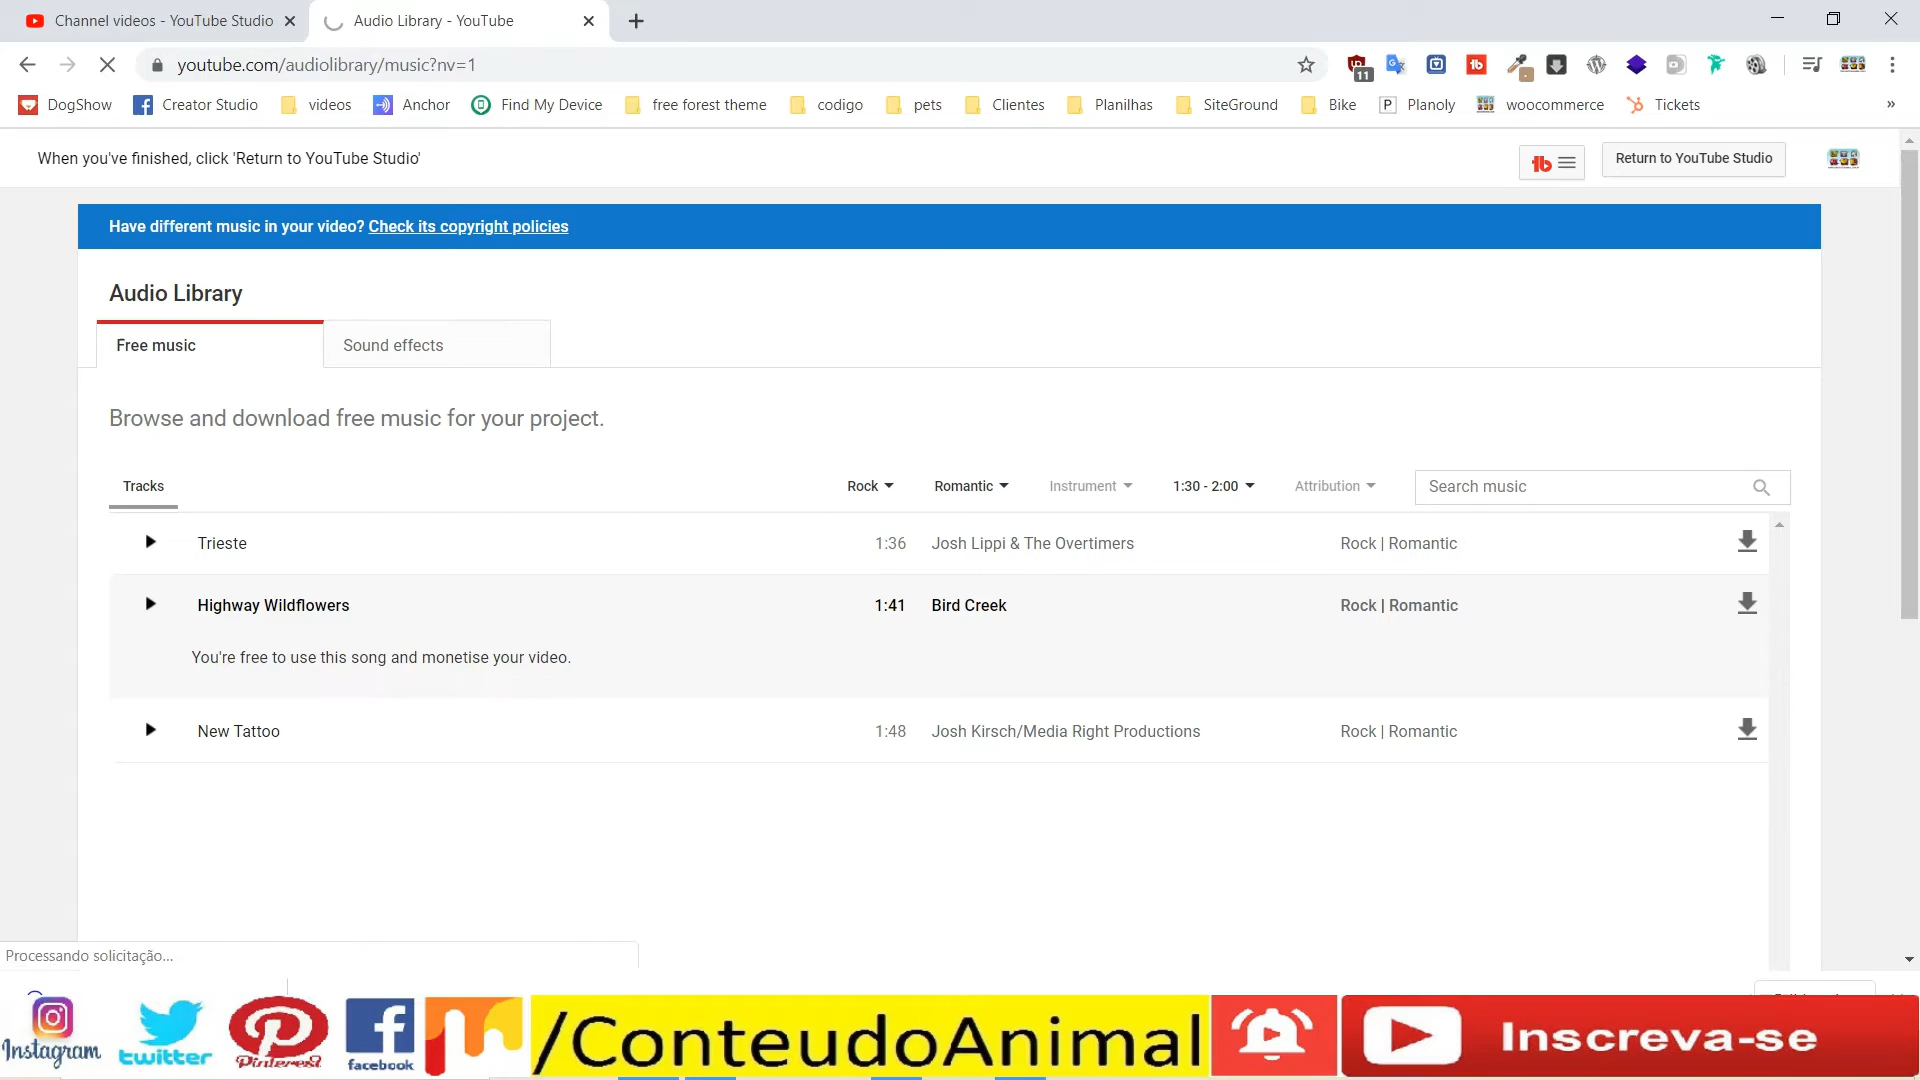 Channel videos - YouTube Studio
Audio Library - YouTube
youtube.com/audiolibrary/music?nv=1
11
DogShow
Creator Studio
videos
Anchor
Find My Device
free forest theme
codigo
pets
Clientes
Planilhas
SiteGround
Bike
Planoly
woocommerce
Tickets
»
When you've finished, click 'Return to YouTube Studio'
Return to YouTube Studio
Have different music in your video? Check its copyright policies
Audio Library
Free music
Sound effects
Browse and download free music for your project.
Tracks
Rock
Romantic
Instrument
1:30 - 2:00
Attribution
Search music
Trieste
1:36
Josh Lippi & The Overtimers
Rock | Romantic
Highway Wildflowers
1:41
Bird Creek
Rock | Romantic
You're free to use this song and monetise your video.
New Tattoo
1:48
Josh Kirsch/Media Right Productions
Rock | Romantic
Processando solicitação...
Instagram
twitter
Pinterest
facebook
/ConteudoAnimal
Inscreva-se